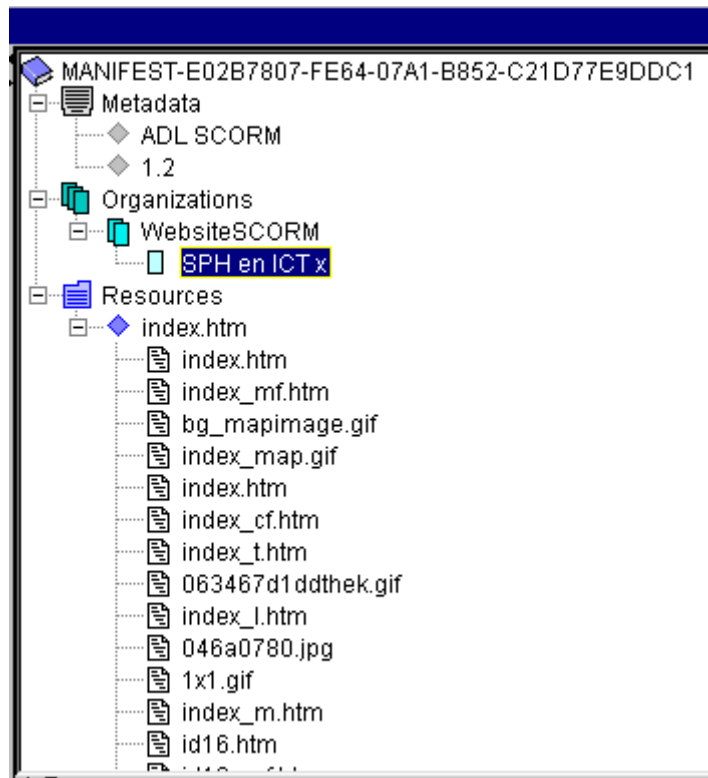 MANIFEST-E02B7807-FE64-07A1-B852-C21D77E9DDC1
Metadata
ADL SCORM
1.2
Organizations
WebsiteSCORM
SPH en ICT x
Resources
index.htm
index.htm
index_mf.htm
bg_mapimage.gif
index_map.gif
index.htm
index_cf.htm
index_t.htm
063467d1ddthek.gif
index_l.htm
046a0780.jpg
1x1.gif
index_m.htm
id16.htm